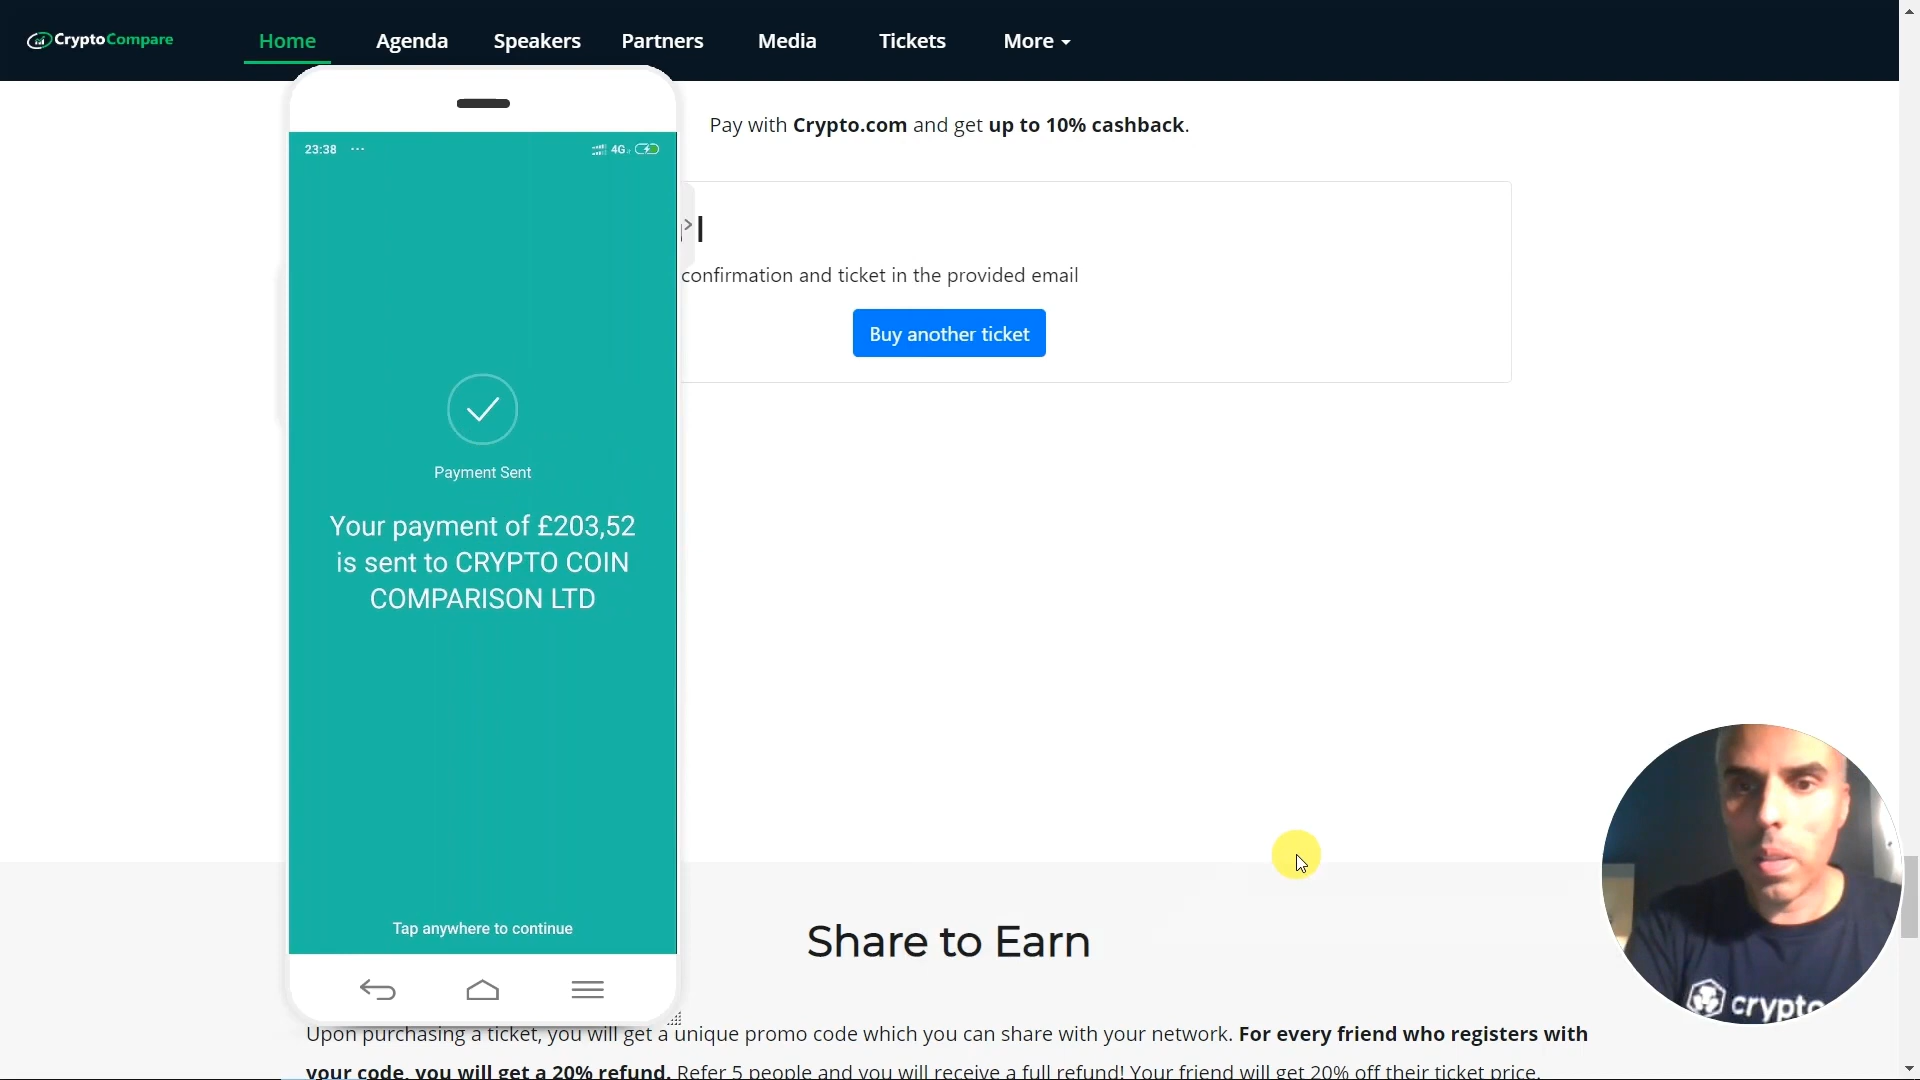 CryptoCompare
Home Agenda Speakers Partners Media Tickets More
Pay with Crypto.com and get up to 10% cashback.
23:38 ... 4G
confirmation and ticket in the provided email
Buy another ticket
Payment Sent
Your payment of £203,52
is sent to CRYPTO COIN
COMPARISON LTD
Tap anywhere to continue
Share to Earn
Upon purchasing a ticket, you will get a unique promo code which you can share with your network. For every friend who registers with
your code, you will get a 20% refund. Refer 5 people and you will receive a full refund! Your friend will get 20% off their ticket price.
crypto